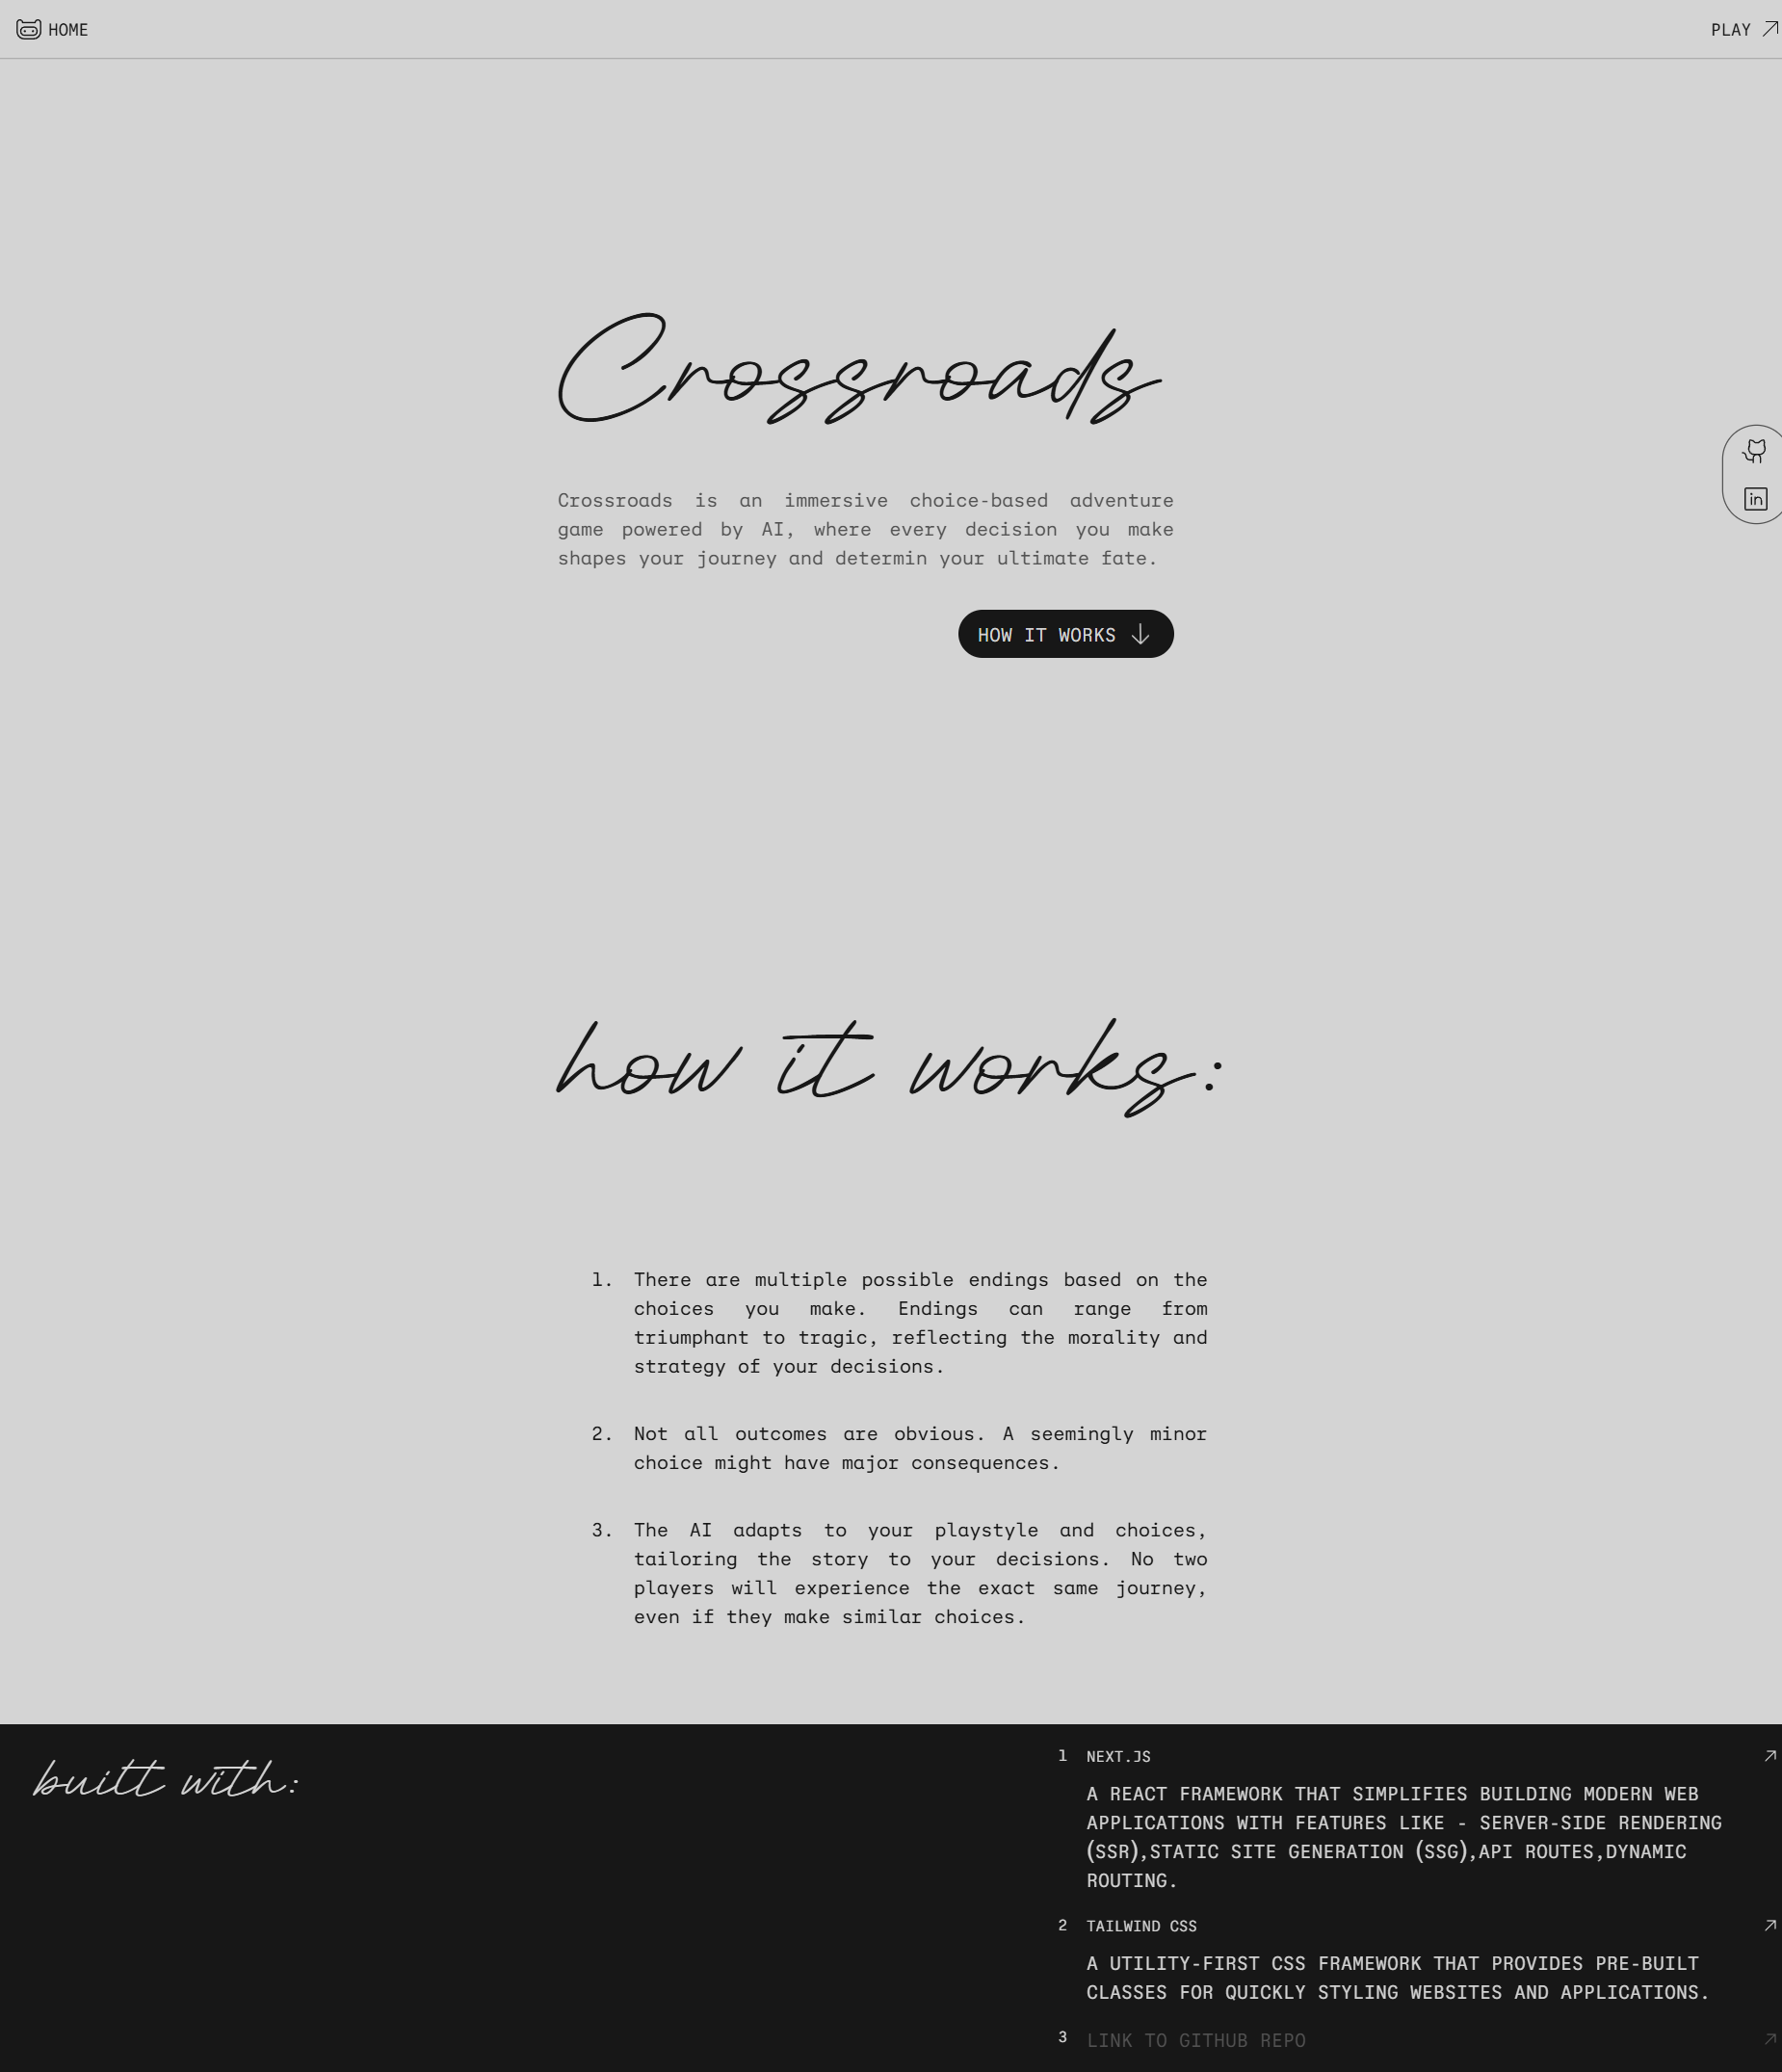 HOME
PLAY
Crossroads
Crossroads is an immersive choice-based adventure
game powered by AI, where every decision you make
shapes your journey and determin your ultimate fate.
HOW IT WORKS
how it works:
1. There are multiple possible endings based on the
choices you make. Endings can range from
triumphant to tragic, reflecting the morality and
strategy of your decisions.
2. Not all outcomes are obvious. A seemingly minor
choice might have major consequences.
3. The AI adapts to your playstyle and choices,
tailoring the story to your decisions. No two
players will experience the exact same journey,
even if they make similar choices.
built with:
1 NEXT.JS
A REACT FRAMEWORK THAT SIMPLIFIES BUILDING MODERN WEB
APPLICATIONS WITH FEATURES LIKE - SERVER-SIDE RENDERING
(SSR),STATIC SITE GENERATION (SSG),API ROUTES,DYNAMIC
ROUTING.
2 TAILWIND CSS
A UTILITY-FIRST CSS FRAMEWORK THAT PROVIDES PRE-BUILT
CLASSES FOR QUICKLY STYLING WEBSITES AND APPLICATIONS.
3 LINK TO GITHUB REPO